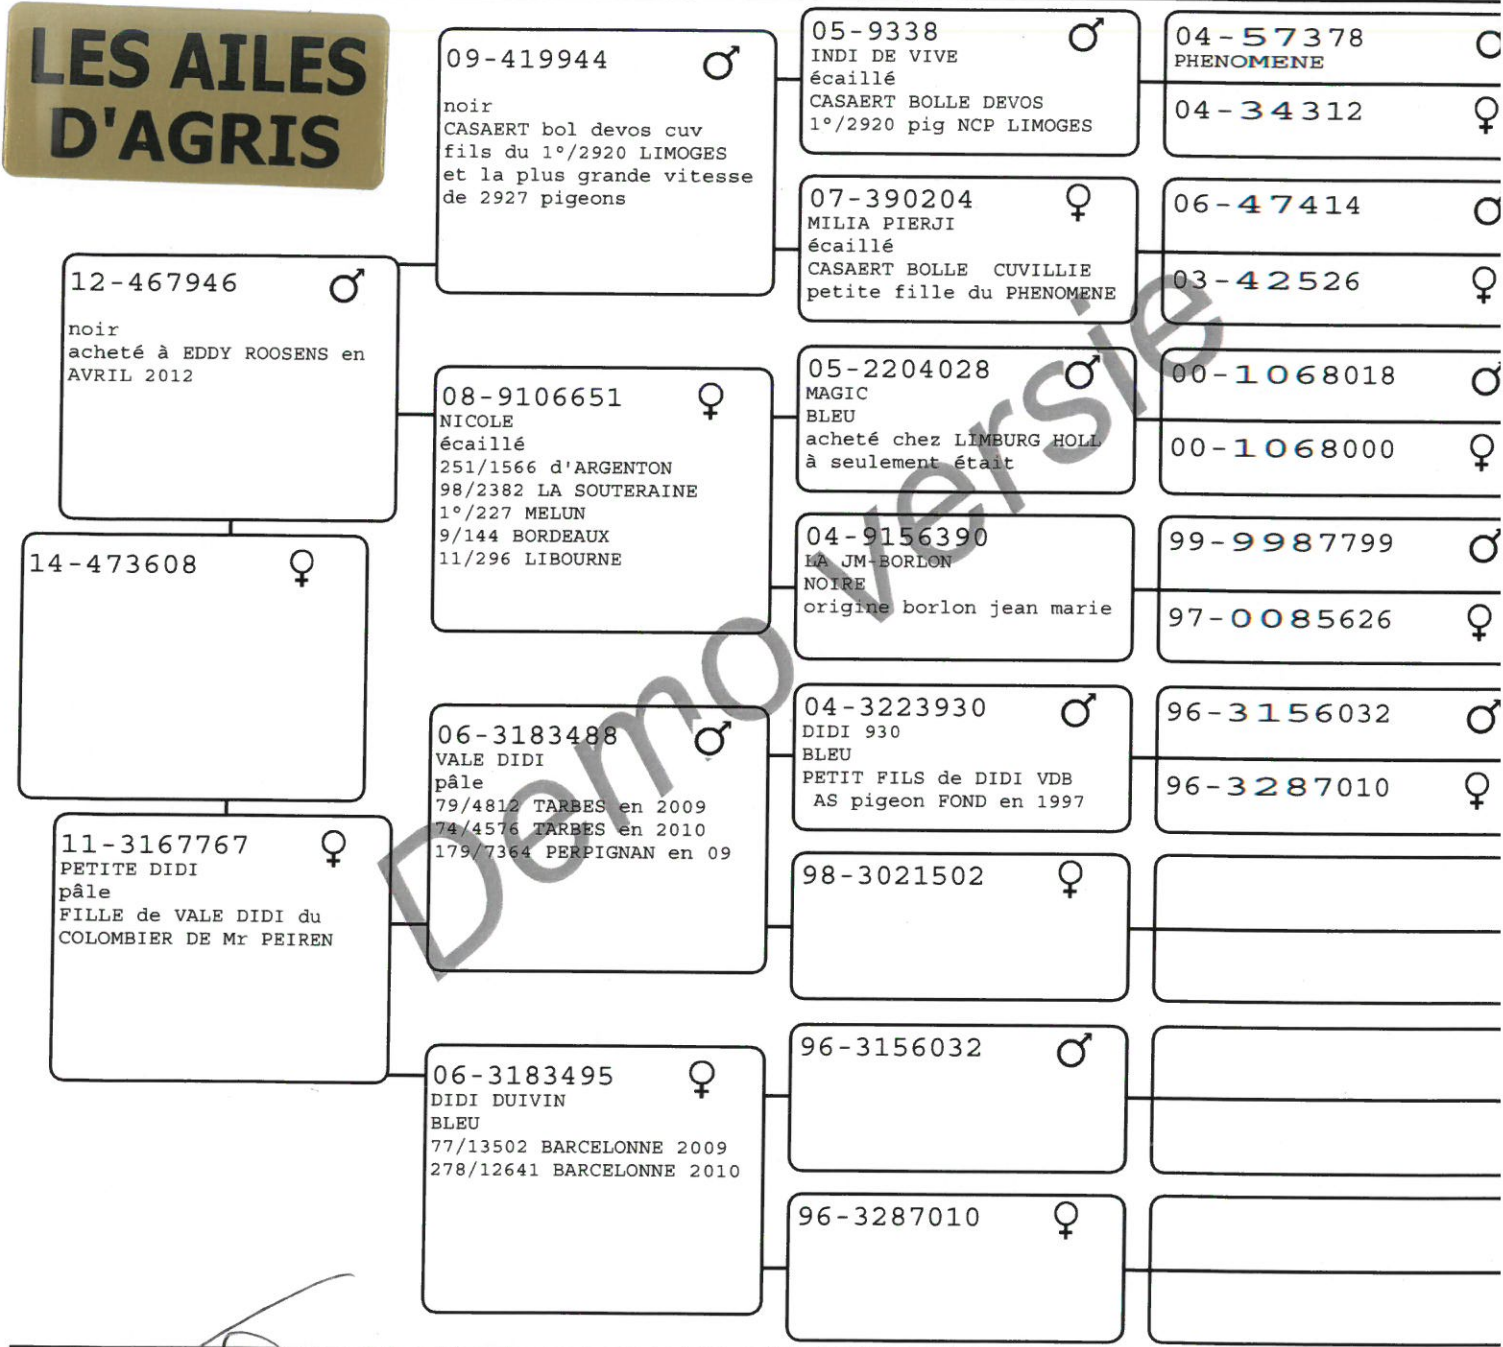 LES AILES
D'AGRIS
12-467946 ♂
noir
acheté à EDDY ROOSENS en
AVRIL 2012
14-473608 ♀
11-3167767 ♀
PETITE DIDI
pâle
FILLE de VALE DIDI du
COLOMBIER DE Mr PEIREN
09-419944 ♂
noir
CASAERT bol devos cuv
fils du 1°/2920 LIMOGES
et la plus grande vitesse
de 2927 pigeons
08-9106651 ♀
NICOLE
écaillé
251/1566 d'ARGENTON
98/2382 LA SOUTERAINE
1°/227 MELUN
9/144 BORDEAUX
11/296 LIBOURNE
06-3183488 ♂
VALE DIDI
pâle
79/4812 TARBES en 2009
74/4576 TARBES en 2010
179/7364 PERPIGNAN en 09
06-3183495 ♀
DIDI DUIVIN
BLEU
77/13502 BARCELONNE 2009
278/12641 BARCELONNE 2010
05-9338 ♂
INDI DE VIVE
écaillé
CASAERT BOLLE DEVOS
1°/2920 pig NCP LIMOGES
07-390204 ♀
MILIA PIERJI
écaillé
CASAERT BOLLE CUVILLIE
petite fille du PHENOMENE
05-2204028 ♂
MAGIC
BLEU
acheté chez LIMBURG HOLL
à seulement était
04-9156390
LA JM-BORLON
NOIRE
origine borlon jean marie
04-3223930 ♂
DIDI 930
BLEU
PETIT FILS de DIDI VDB
AS pigeon FOND en 1997
98-3021502 ♀
96-3156032 ♂
96-3287010 ♀
04-57378
PHENOMENE
04-34312 ♀
06-47414 ♂
03-42526 ♀
00-1068018 ♂
00-1068000 ♀
99-9987799 ♂
97-0085626 ♀
96-3156032 ♂
96-3287010 ♀
Demo versie